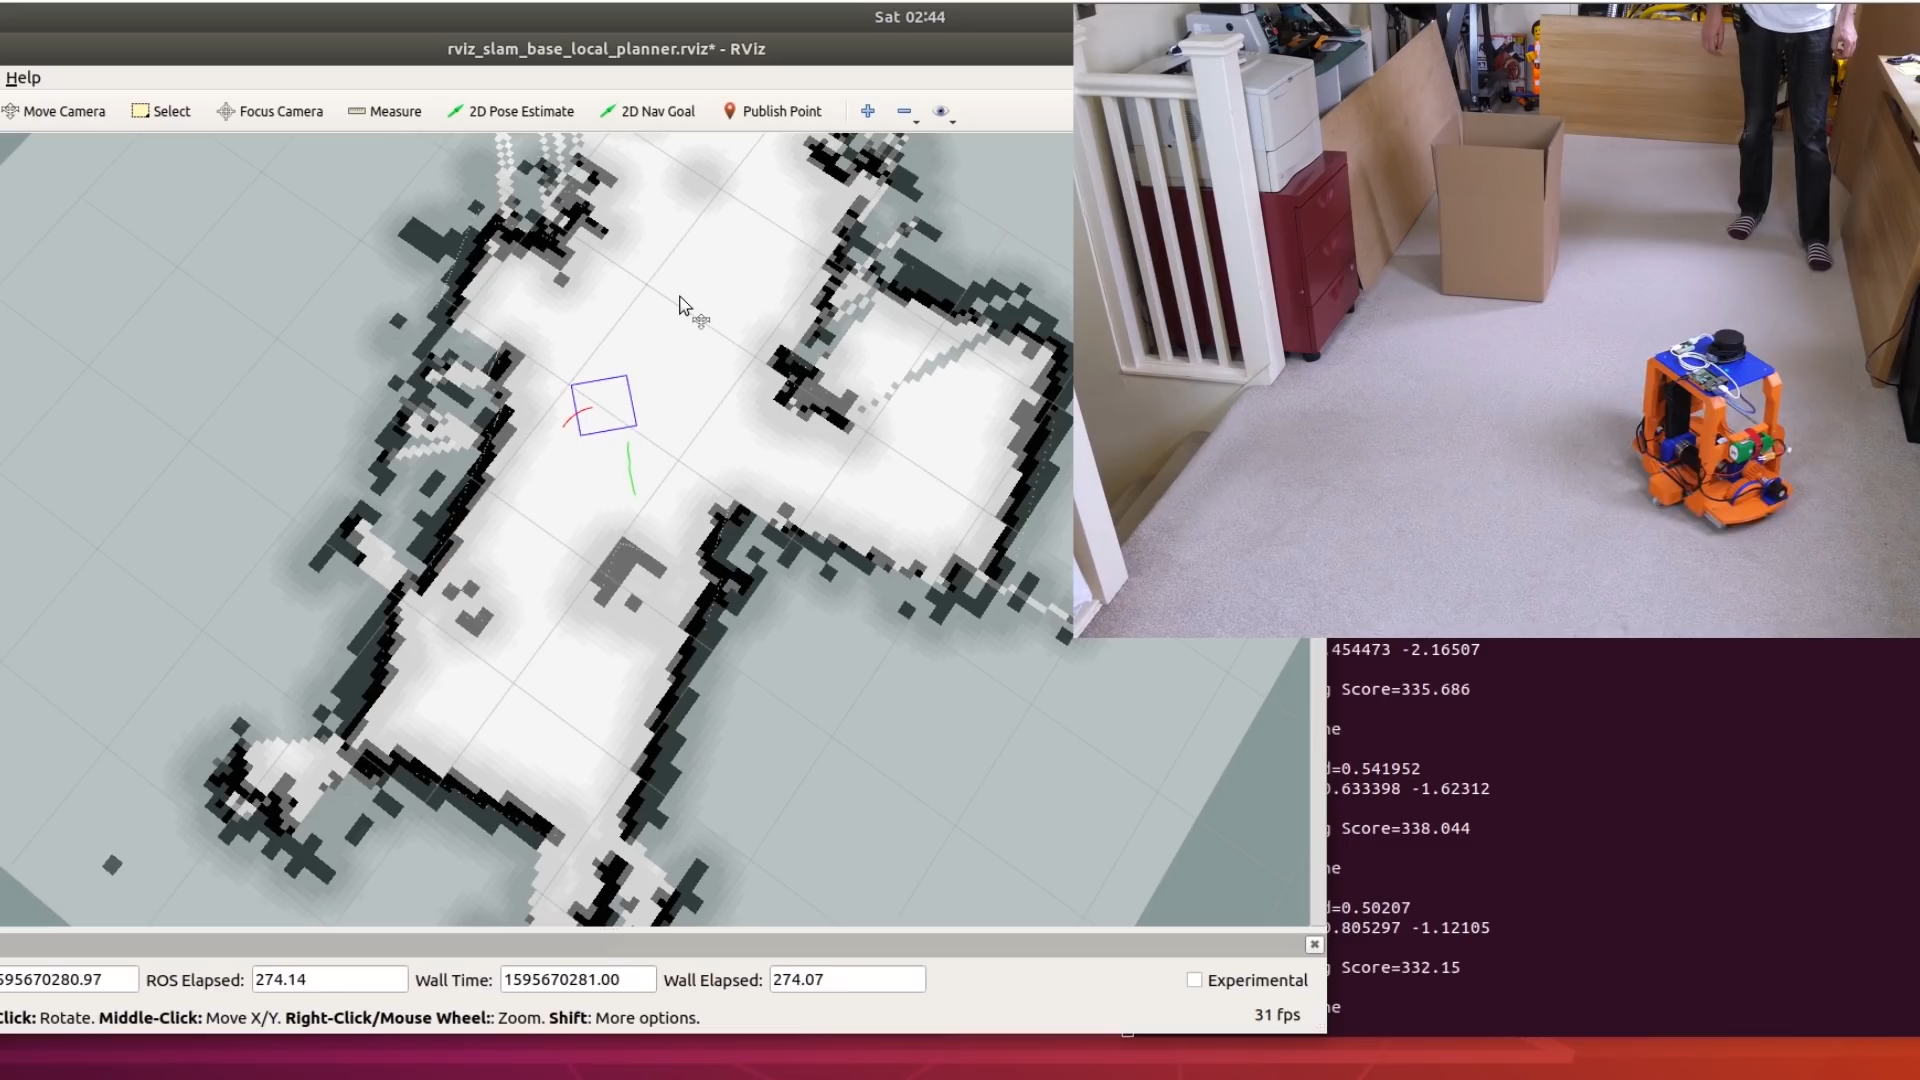 Sat 02:44
rviz_slam_base_local_planner.rviz* - RViz
Help
Move Camera Select Focus Camera Measure 2D Pose Estimate 2D Nav Goal Publish Point
.454473 -2.16507
Score=335.686
d=0.541952
0.633398 -1.62312
Score=338.044
d=0.50207
0.805297 -1.12105
Score=332.15
595670280.97 ROS Elapsed: 274.14 Wall Time: 1595670281.00 Wall Elapsed: 274.07 Experimental
Click: Rotate. Middle-Click: Move X/Y. Right-Click/Mouse Wheel:: Zoom. Shift: More options. 31 fps